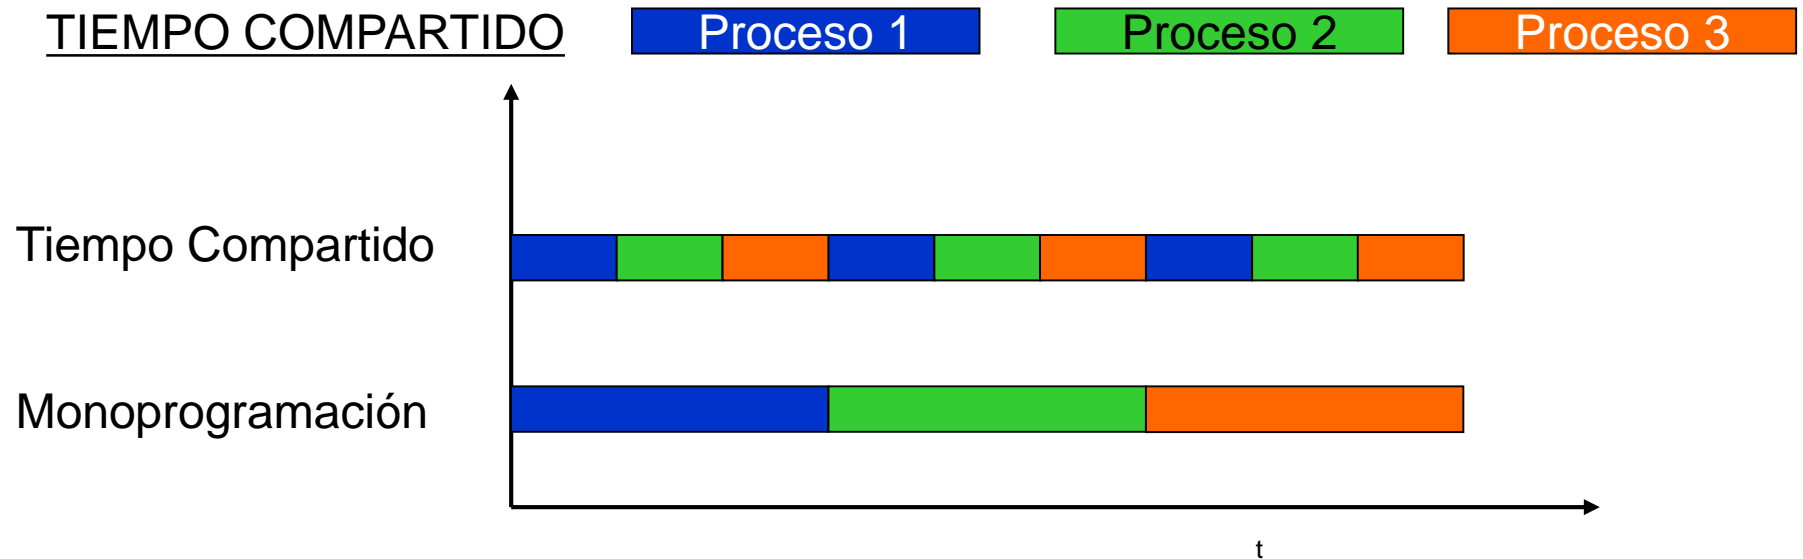 TIEMPO COMPARTIDO
Proceso 1
Proceso 2
Proceso 3
Tiempo Compartido
Monoprogramación
t